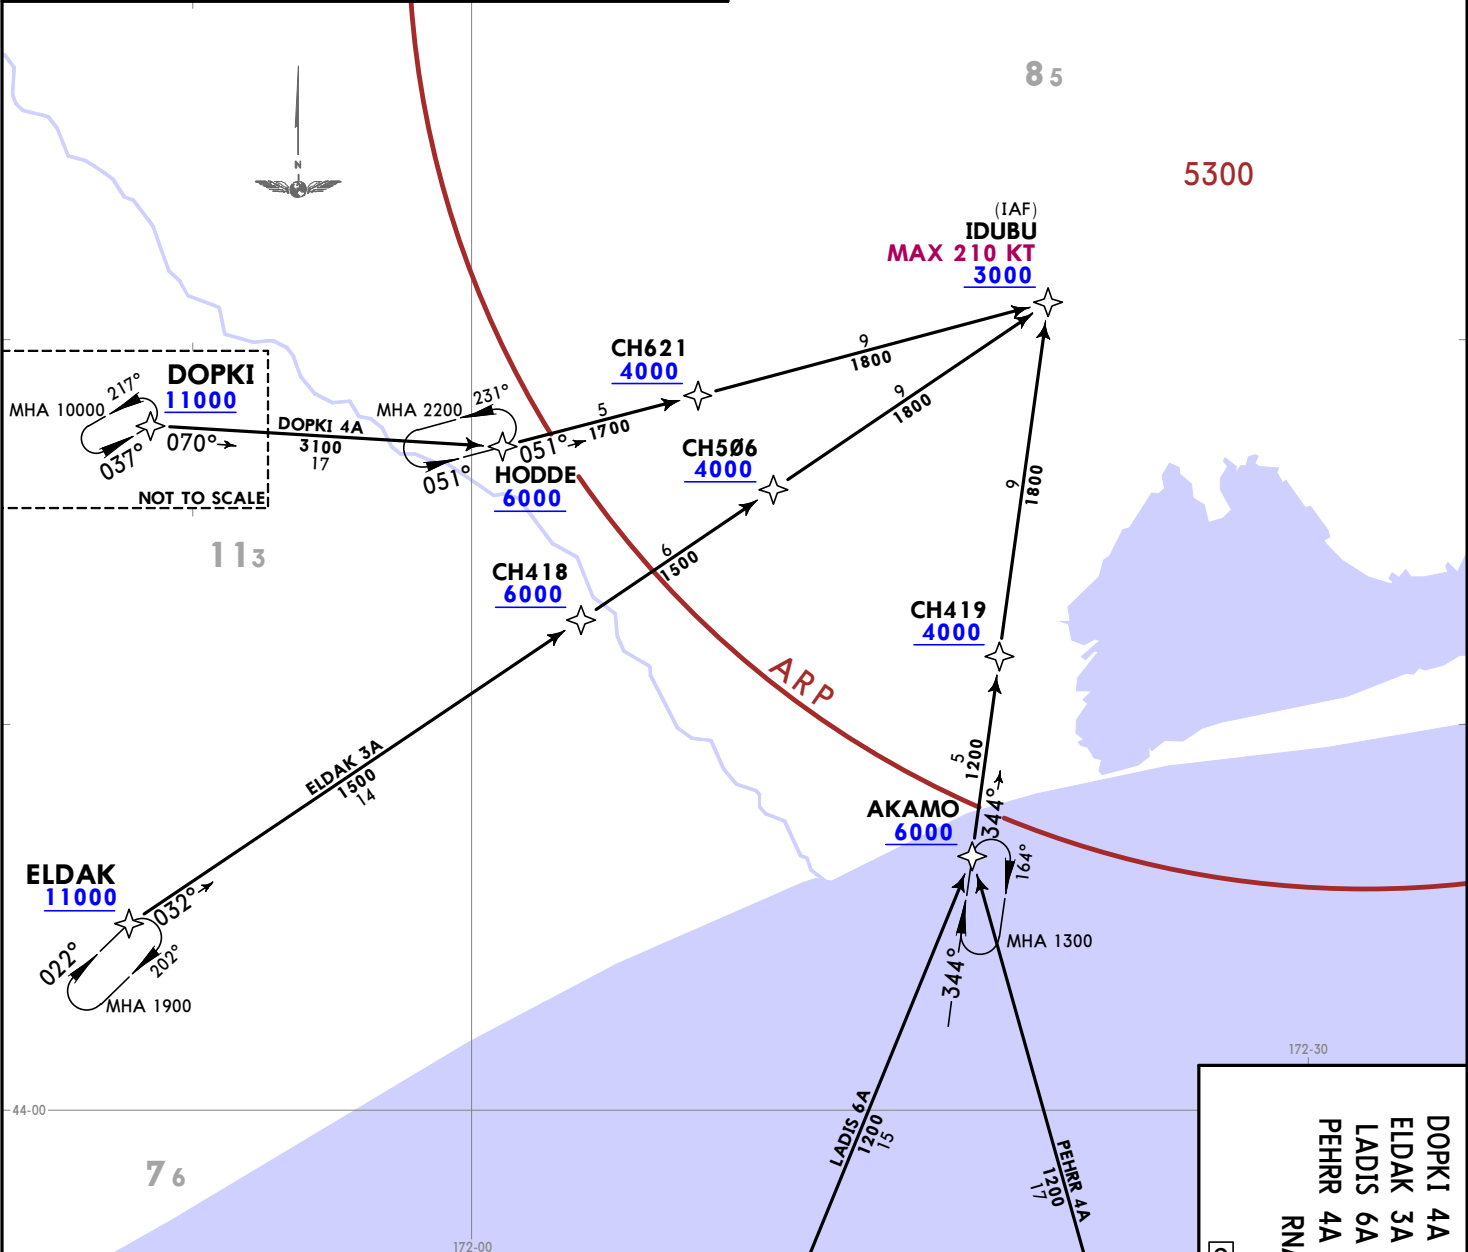 8 5
5300
N
(IAF)
IDUBU
MAX 210 KT
3000
CH621
4000
9
1800
DOPKI
11000
217°
MHA 10000
037°
070°
DOPKI 4A
3100
17
NOT TO SCALE
MHA 2200
231°
051°
051°
5
1700
HODDE
6000
CH5Ø6
4000
9
1800
11 3
CH418
6000
6
1500
9
1800
CH419
4000
ARP
ELDAK 3A
1500
14
5
1200
AKAMO
6000
344°
164°
MHA 1300
344°
ELDAK
11000
032°
022°
202°
MHA 1900
172-30
44-00
LADIS 6A
1200
15
PEHRR 4A
1200
17
7 6
172-00
DOPKI 4A
ELDAK 3A
LADIS 6A
PEHRR 4A